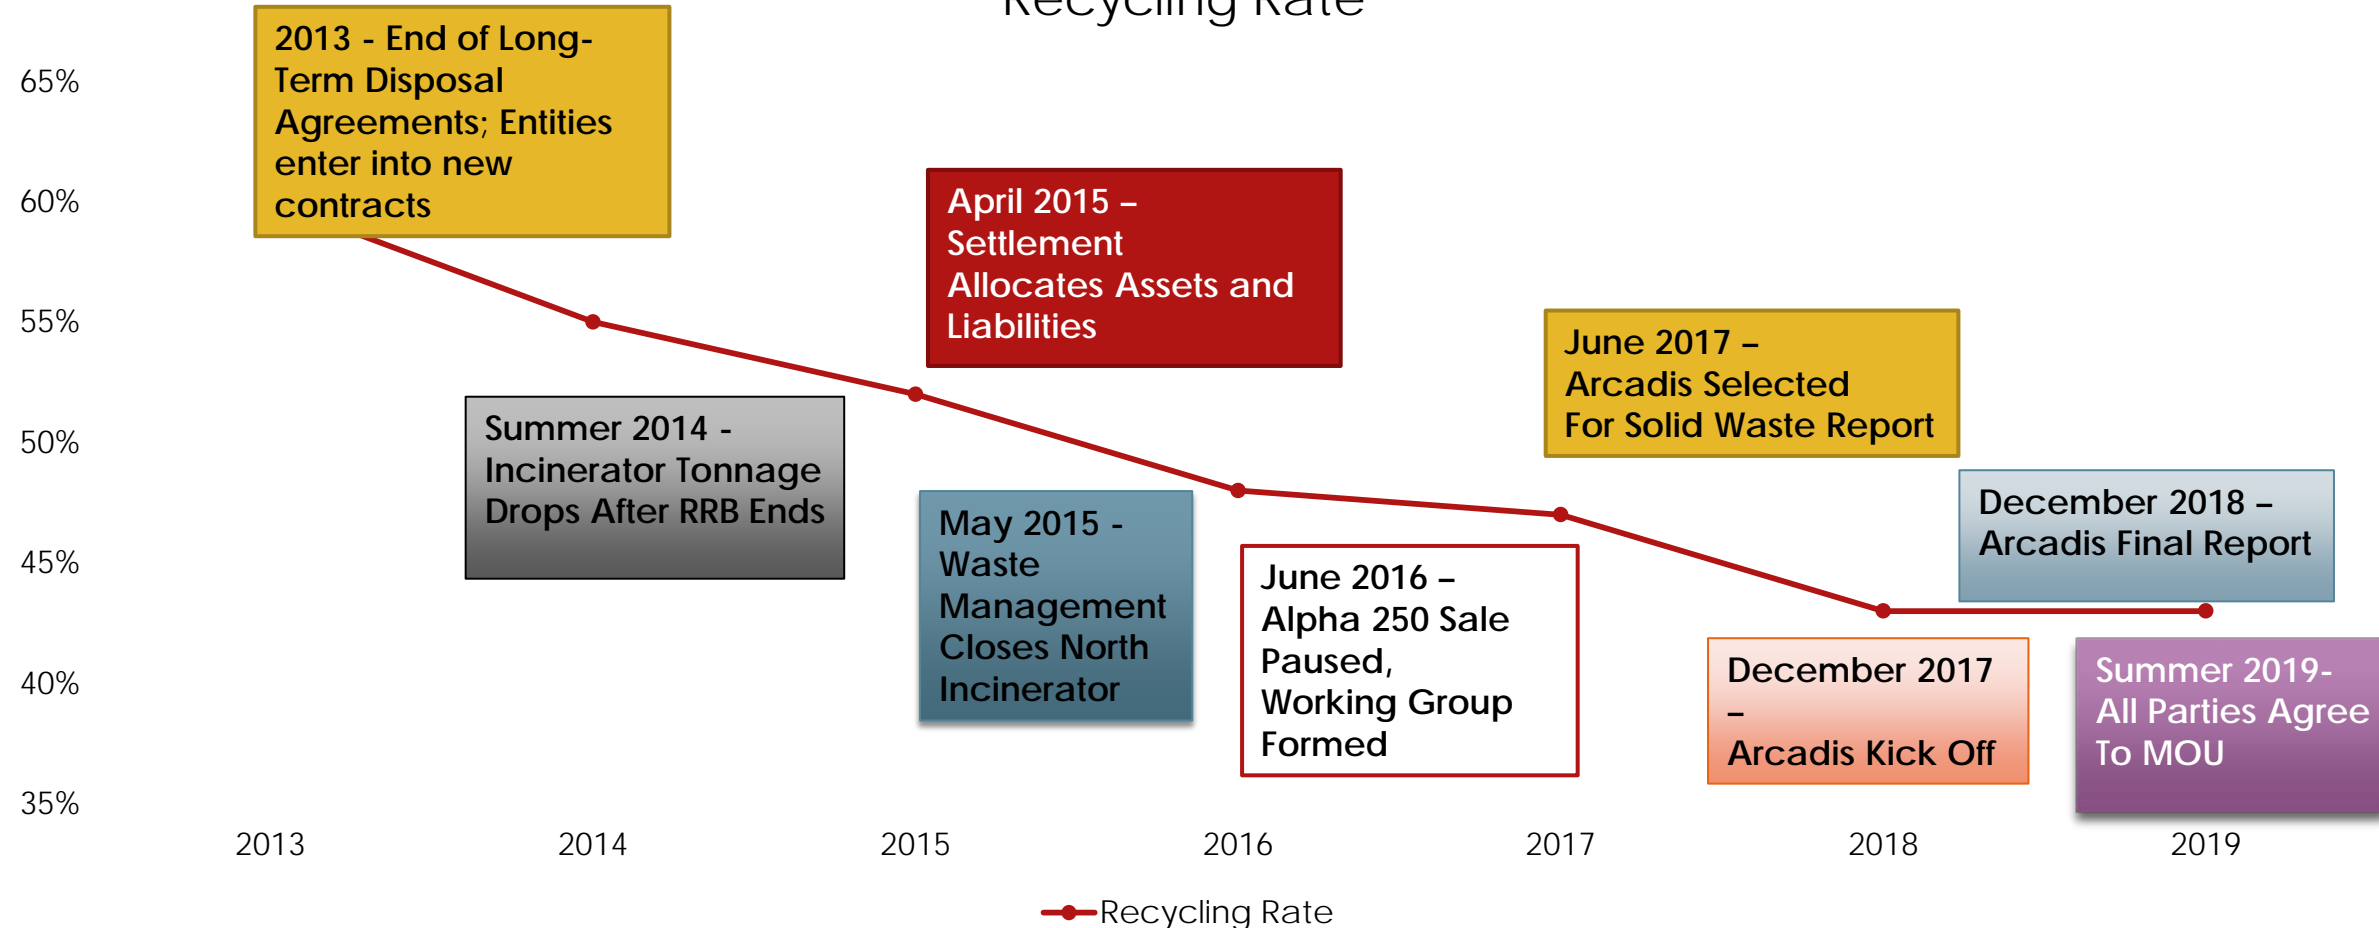 Recycling Rate
65%
60%
55%
50%
45%
40%
35%
2013 - End of Long-
Term Disposal
Agreements; Entities
enter into new
contracts
Summer 2014 -
Incinerator Tonnage
Drops After RRB Ends
April 2015 –
Settlement
Allocates Assets and
Liabilities
May 2015 -
Waste
Management
Closes North
Incinerator
June 2016 –
Alpha 250 Sale
Paused,
Working Group
Formed
June 2017 –
Arcadis Selected
For Solid Waste Report
December 2017
–
Arcadis Kick Off
December 2018 –
Arcadis Final Report
Summer 2019-
All Parties Agree
To MOU
2013 2014 2015 2016 2017 2018 2019
Recycling Rate